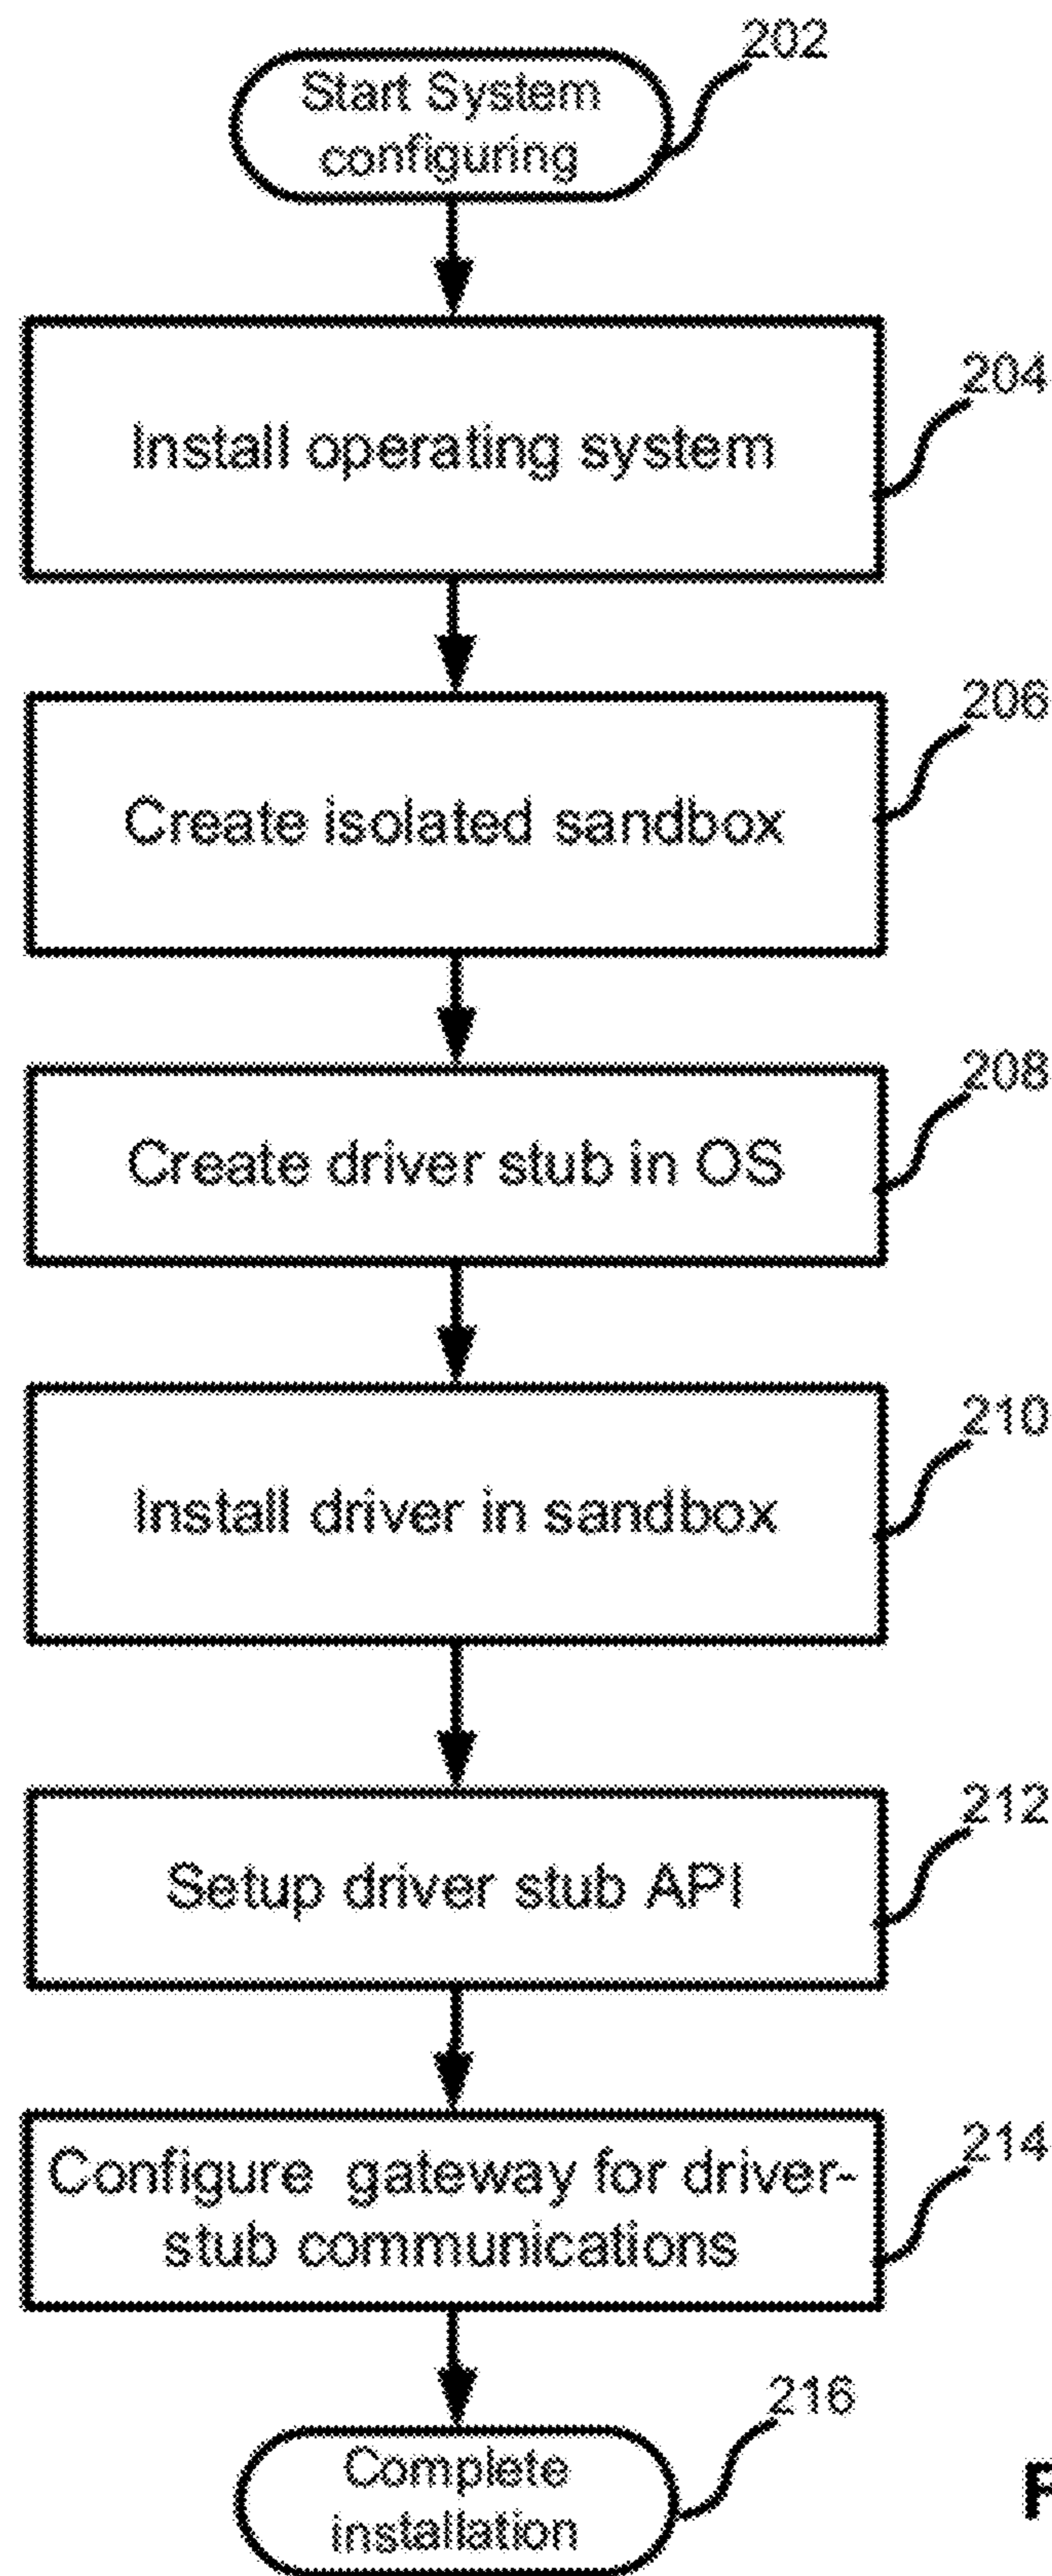 202
Start System
configuring
204
Install operating system
206
Create isolated sandbox
208
Create driver stub in OS
210
Install driver in sandbox
212
Setup driver stub API
214
Configure gateway for driver-
stub communications
216
Complete
installation